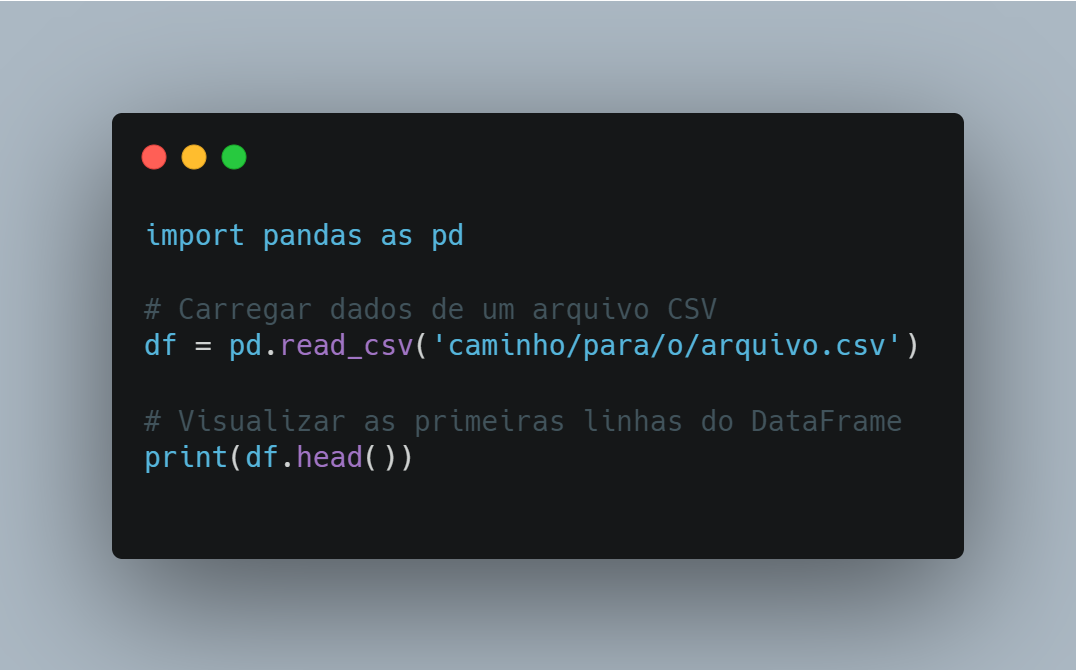 import pandas as pd
# Carregar dados de um arquivo CSV
df = pd.read_csv('caminho/para/o/arquivo.csv')
# Visualizar as primeiras linhas do DataFrame
print(df.head())